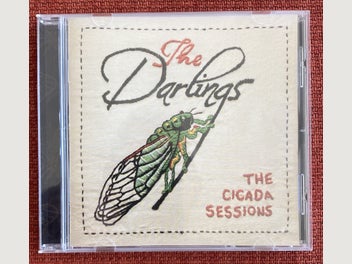 The
Darlings
THE
CICADA
SESSIONS